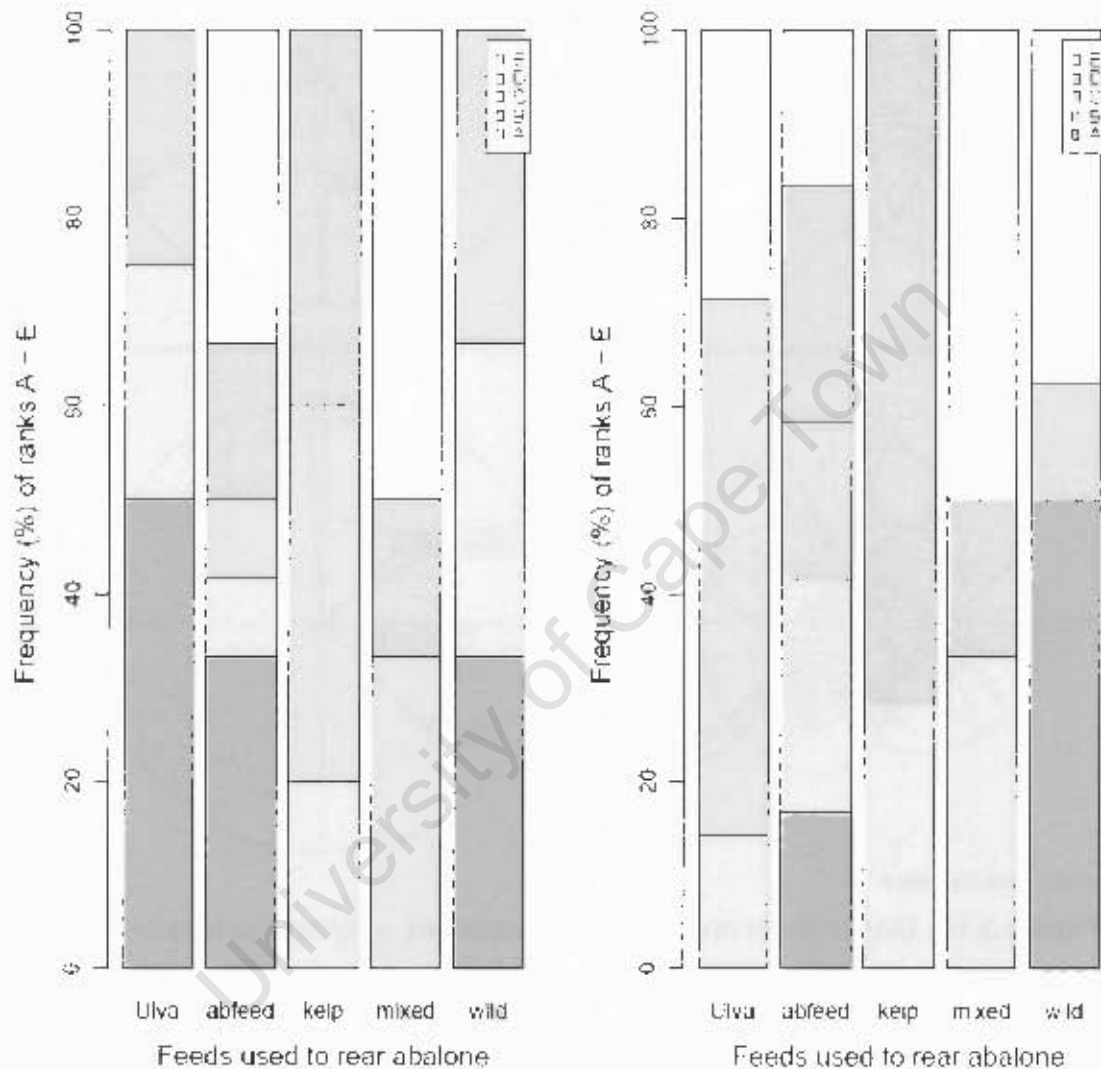 100
80
60
40
20
0
Frequency (%) of ranks A - E
Ulva abfeed kelp mixed wild
Feeds used to rear abalone
100
80
60
40
20
0
Frequency (%) of ranks A - E
Ulva abfeed kelp mixed wild
Feeds used to rear abalone
University of Cape Town